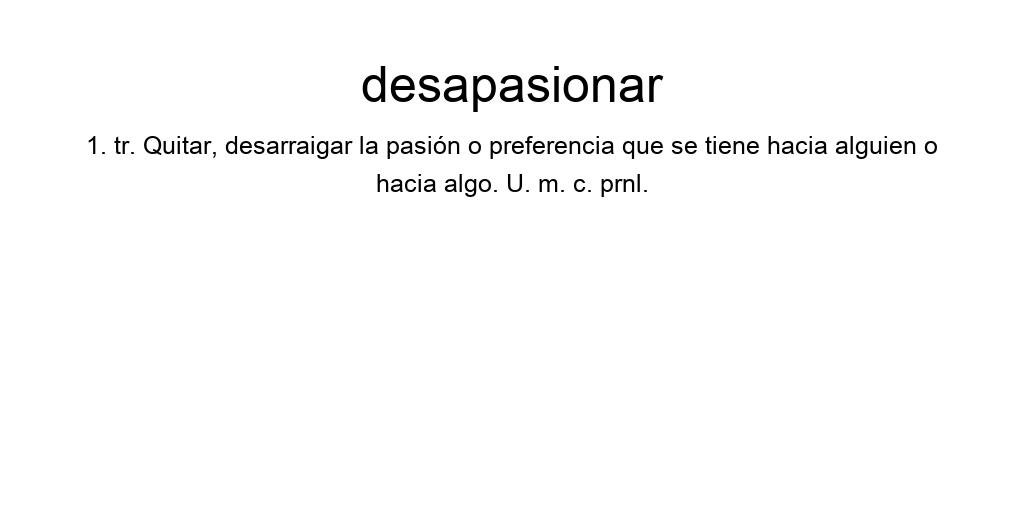 desapasionar
1. tr. Quitar, desarraigar la pasión o preferencia que se tiene hacia alguien o
hacia algo. U. m. c. prnl.